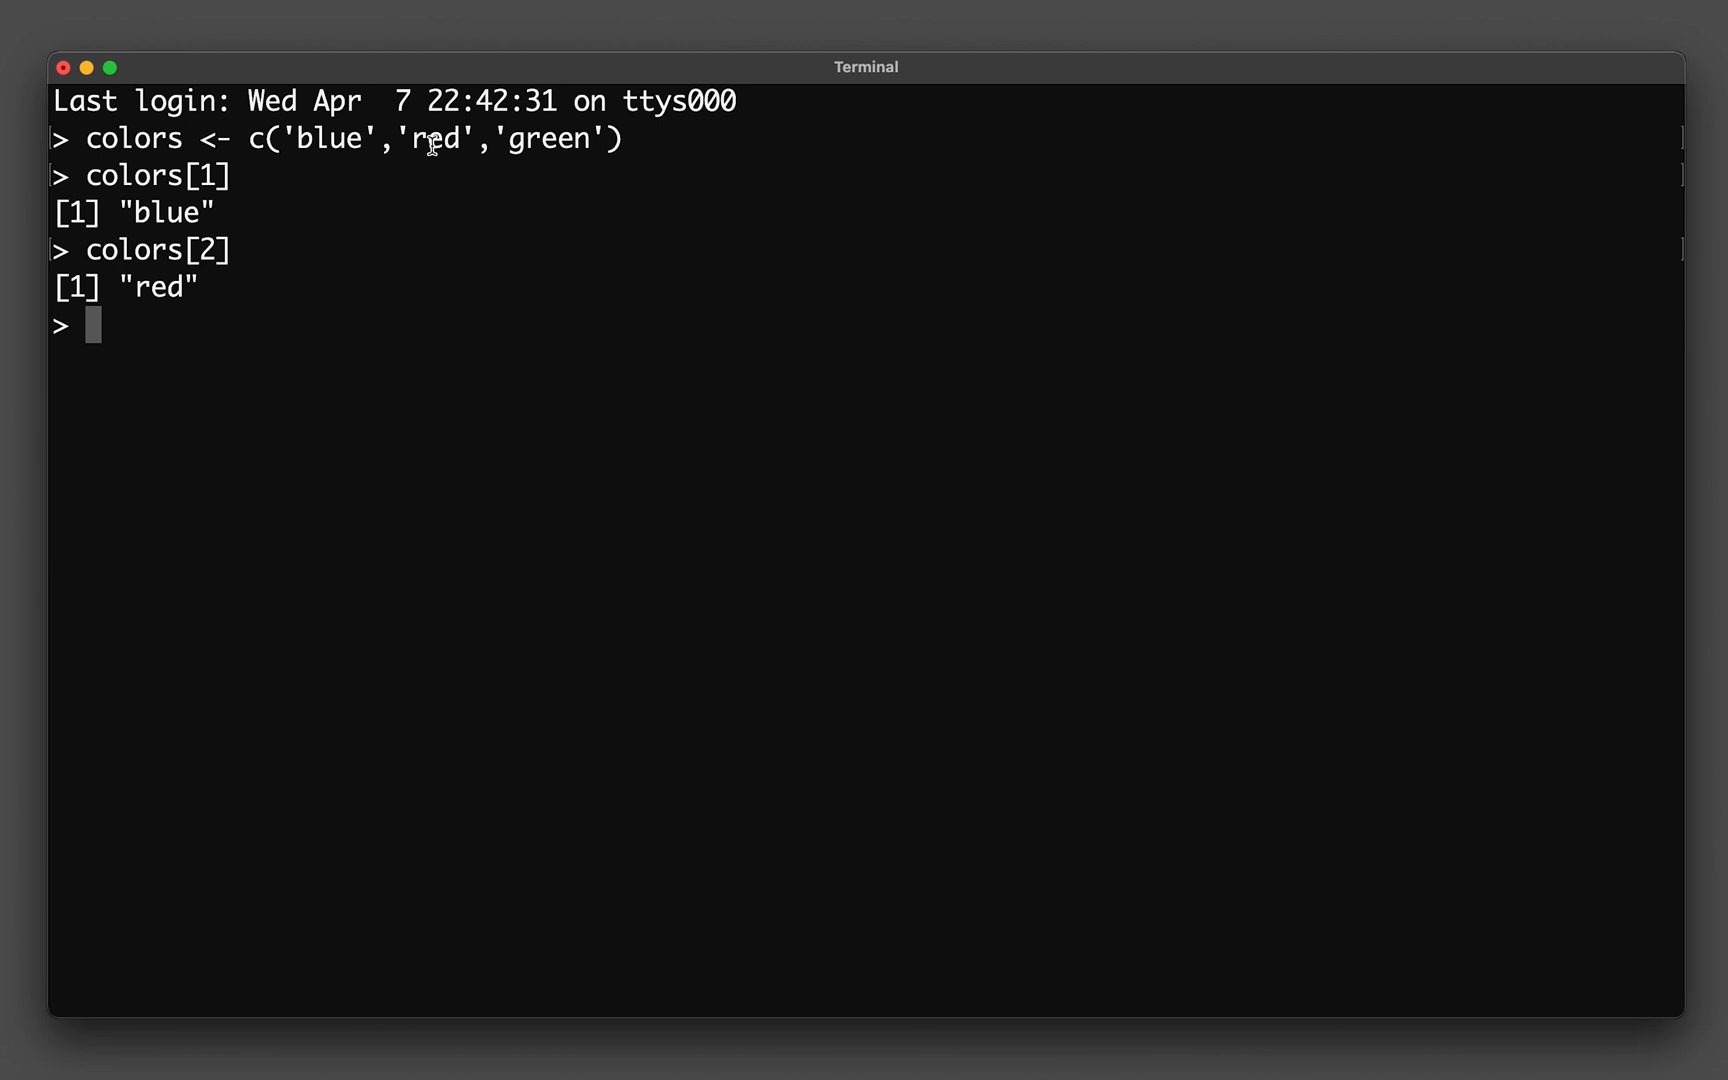 Terminal
Last login: Wed Apr  7 22:42:31 on ttys000
> colors <- c('blue','red','green')
> colors[1]
[1] "blue"
> colors[2]
[1] "red"
>